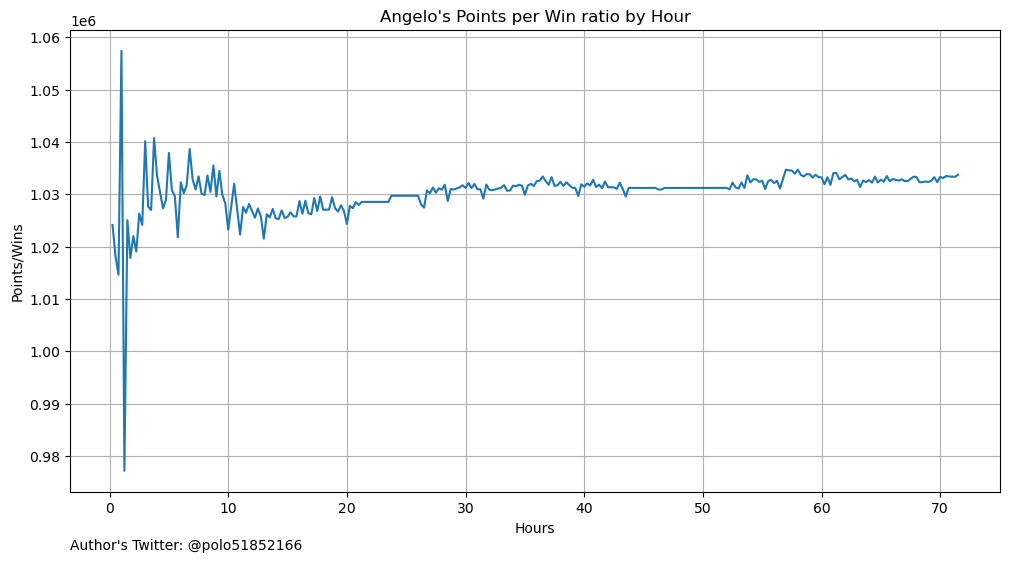 Angelo's Points per Win ratio by Hour
1e6
1.06
1.05
1.04
1.03
1.02
1.01
1.00
0.99
0.98
Points/Wins
0 10 20 30 40 50 60 70
Hours
Author's Twitter: @polo51852166